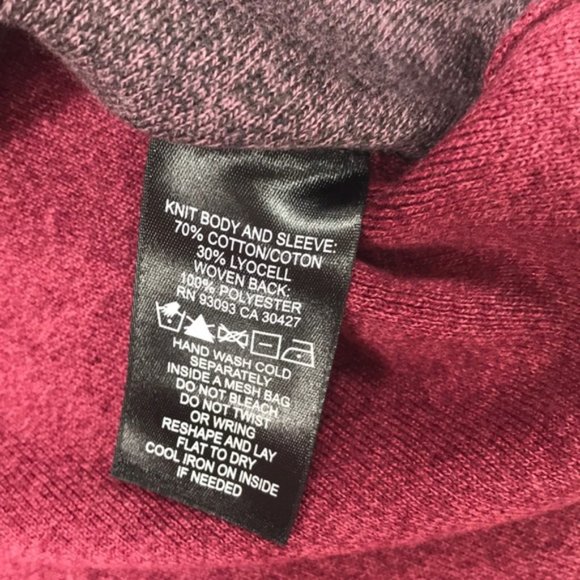 KNIT BODY AND SLEEVE:
70% COTTON/COTON
30% LYOCELL
WOVEN BACK:
100% POLYESTER
RN 93093 CA 30427
HAND WASH COLD
SEPARATELY
INSIDE A MESH BAG
DO NOT BLEACH
DO NOT TWIST
OR WRING
RESHAPE AND LAY
FLAT TO DRY
COOL IRON ON INSIDE
IF NEEDED